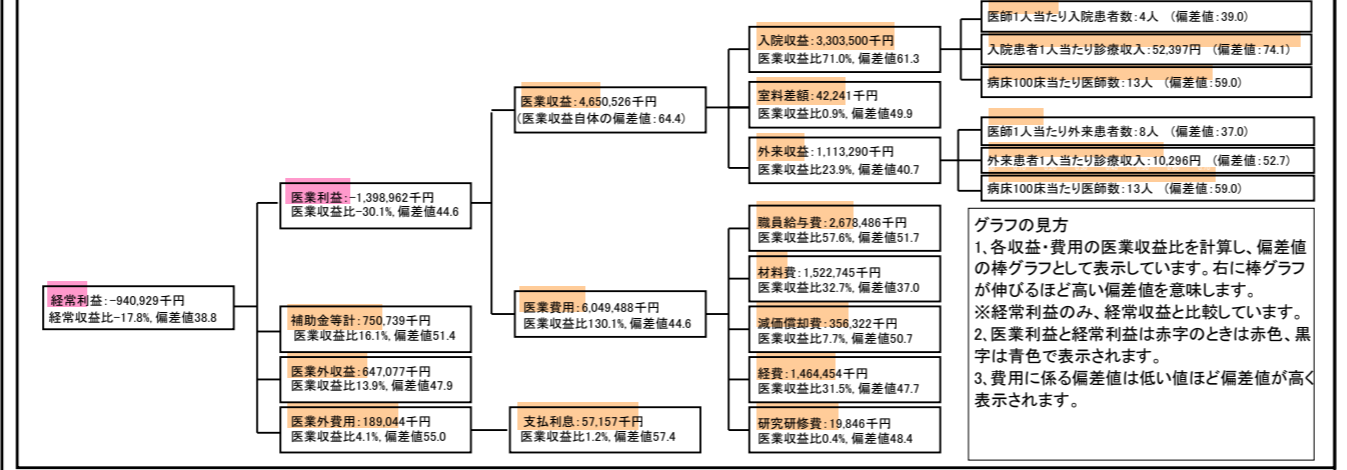 医師1人当たり入院患者数:4人 (偏差値:39.0)
入院収益:3,303,500千円
医業収益比71.0%, 偏差値61.3
入院患者1人当たり診療収入:52,397円 (偏差値:74.1)
病床100床当たり医師数:13人 (偏差値:59.0)
医業収益:4,650,526千円
(医業収益自体の偏差値:64.4)
室料差額:42,241千円
医業収益比0.9%, 偏差値49.9
医師1人当たり外来患者数:8人 (偏差値:37.0)
外来収益:1,113,290千円
医業収益比23.9%, 偏差値40.7
外来患者1人当たり診療収入:10,296円 (偏差値:52.7)
病床100床当たり医師数:13人 (偏差値:59.0)
医業利益:-1,398,962千円
医業収益比-30.1%, 偏差値44.6
職員給与費:2,678,486千円
医業収益比57.6%, 偏差値51.7
材料費:1,522,745千円
医業収益比32.7%, 偏差値37.0
経常利益:-940,929千円
経常収益比-17.8%, 偏差値38.8
医業費用:6,049,488千円
医業収益比130.1%, 偏差値44.6
補助金等計:750,739千円
医業収益比16.1%, 偏差値51.4
減価償却費:356,322千円
医業収益比7.7%, 偏差値50.7
医業外収益:647,077千円
医業収益比13.9%, 偏差値47.9
経費:1,464,454千円
医業収益比31.5%, 偏差値47.7
医業外費用:189,044千円
医業収益比4.1%, 偏差値55.0
支払利息:57,157千円
医業収益比1.2%, 偏差値57.4
研究研修費:19,846千円
医業収益比0.4%, 偏差値48.4
グラフの見方
1、各収益・費用の医業収益比を計算し、偏差値
の棒グラフとして表示しています。右に棒グラフ
が伸びるほど高い偏差値を意味します。
※経常利益のみ、経常収益と比較しています。
2、医業利益と経常利益は赤字のときは赤色、黒
字は青色で表示されます。
3、費用に係る偏差値は低い値ほど偏差値が高く
表示されます。